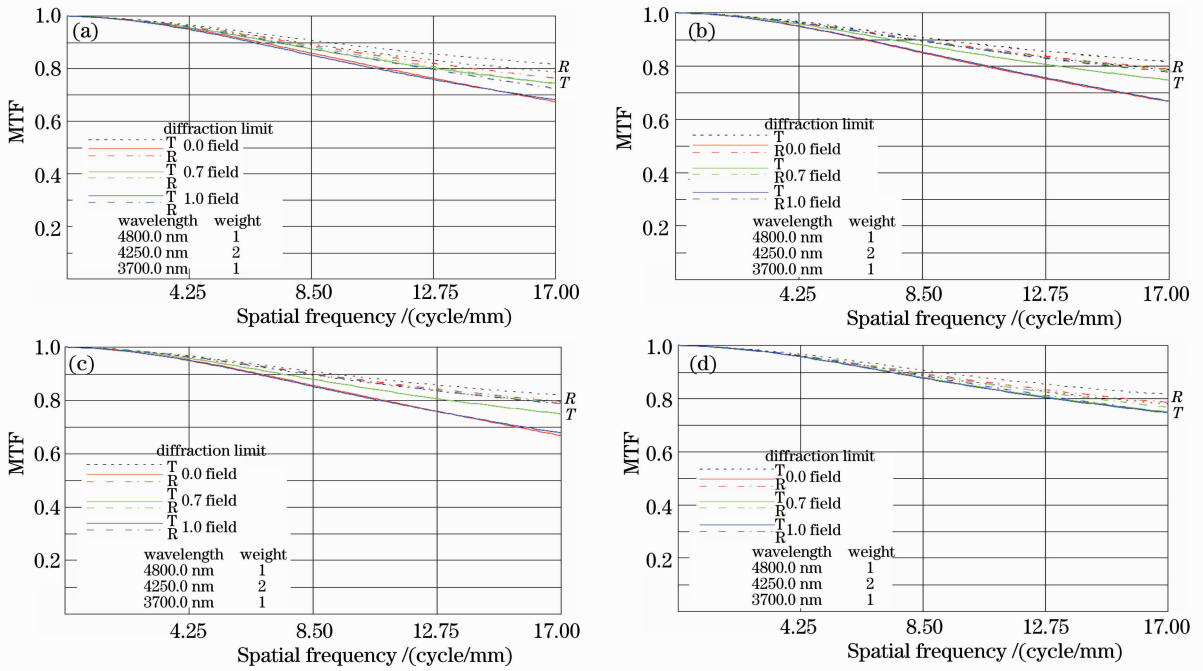 (a)
1.0
0.8
0.6
0.4
0.2
MTF
R
T
diffraction limit
T
R 0.0 field
T
R 0.7 field
T
R 1.0 field
wavelength weight
4800.0 nm 1
4250.0 nm 2
3700.0 nm 1
4.25 8.50 12.75 17.00
Spatial frequency /(cycle/mm)
(b)
1.0
0.8
0.6
0.4
0.2
MTF
R
T
diffraction limit
T
R 0.0 field
T
R 0.7 field
T
R 1.0 field
wavelength weight
4800.0 nm 1
4250.0 nm 2
3700.0 nm 1
4.25 8.50 12.75 17.00
Spatial frequency /(cycle/mm)
(c)
1.0
0.8
0.6
0.4
0.2
MTF
R
T
diffraction limit
T
R 0.0 field
T
R 0.7 field
T
R 1.0 field
wavelength weight
4800.0 nm 1
4250.0 nm 2
3700.0 nm 1
4.25 8.50 12.75 17.00
Spatial frequency /(cycle/mm)
(d)
1.0
0.8
0.6
0.4
0.2
MTF
R
T
diffraction limit
T
R 0.0 field
T
R 0.7 field
T
R 1.0 field
wavelength weight
4800.0 nm 1
4250.0 nm 2
3700.0 nm 1
4.25 8.50 12.75 17.00
Spatial frequency /(cycle/mm)